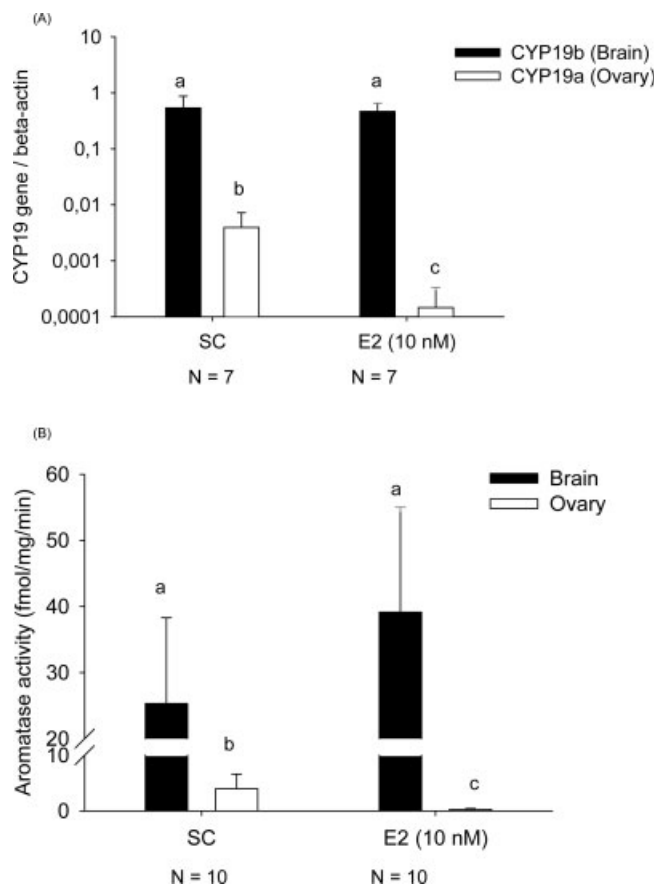 (A)
CYP19b (Brain)
CYP19a (Ovary)
CYP19 gene / beta-actin
10
1
0,1
0,01
0,001
0,0001
a
b
a
c
SC
E2 (10 nM)
N = 7
N = 7
(B)
Brain
Ovary
Aromatase activity (fmol/mg/min)
60
50
40
30
20
10
0
a
b
a
c
SC
E2 (10 nM)
N = 10
N = 10